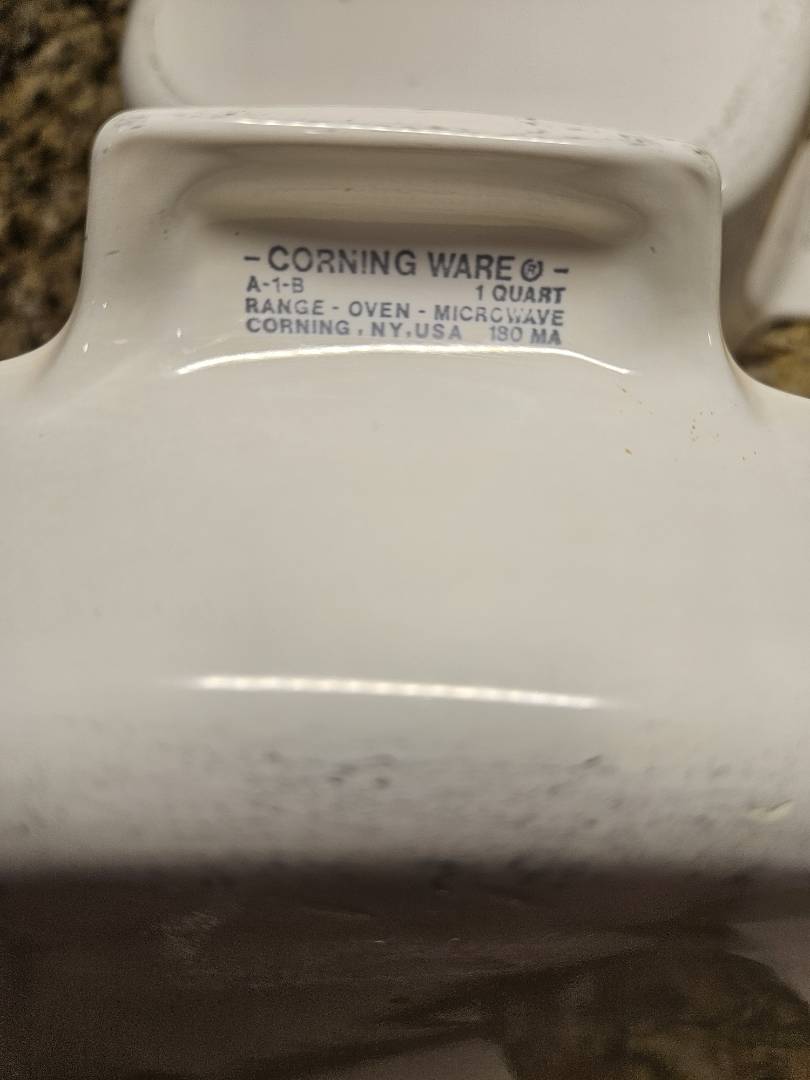 - CORNING WARE ® -
A-1-B 1 QUART
RANGE - OVEN - MICROWAVE
CORNING, NY, USA 180 MA